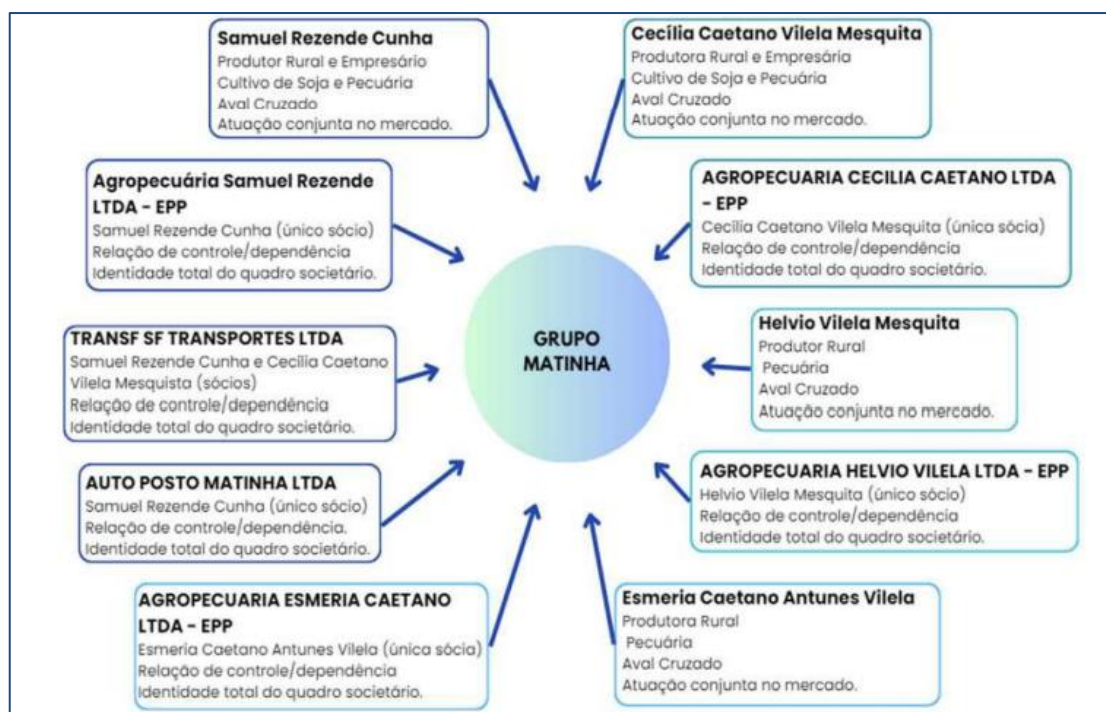 Samuel Rezende Cunha
Produtor Rural e Empresário
Cultivo de Soja e Pecuária
Aval Cruzado
Atuação conjunta no mercado.
Cecília Caetano Vilela Mesquita
Produtora Rural e Empresária
Cultivo de Soja e Pecuária
Aval Cruzado
Atuação conjunta no mercado.
Agropecuária Samuel Rezende
LTDA - EPP
Samuel Rezende Cunha (único sócio)
Relação de controle/dependência
Identidade total do quadro societário.
AGROPECUARIA CECILIA CAETANO LTDA
- EPP
Cecília Caetano Vilela Mesquita (única sócia)
Relação de controle/dependência
Identidade total do quadro societário.
TRANSF SF TRANSPORTES LTDA
Samuel Rezende Cunha e Cecília Caetano
Vilela Mesquista (sócios)
Relação de controle/dependência
Identidade total do quadro societário.
GRUPO
MATINHA
Helvio Vilela Mesquita
Produtor Rural
Pecuária
Aval Cruzado
Atuação conjunta no mercado.
AUTO POSTO MATINHA LTDA
Samuel Rezende Cunha (único sócio)
Relação de controle/dependência.
Identidade total do quadro societário.
AGROPECUARIA HELVIO VILELA LTDA - EPP
Helvio Vilela Mesquita (único sócio)
Relação de controle/dependência
Identidade total do quadro societário.
AGROPECUARIA ESMERIA CAETANO
LTDA - EPP
Esmeria Caetano Antunes Vilela (única sócia)
Relação de controle/dependência
Identidade total do quadro societário.
Esmeria Caetano Antunes Vilela
Produtora Rural
Pecuária
Aval Cruzado
Atuação conjunta no mercado.